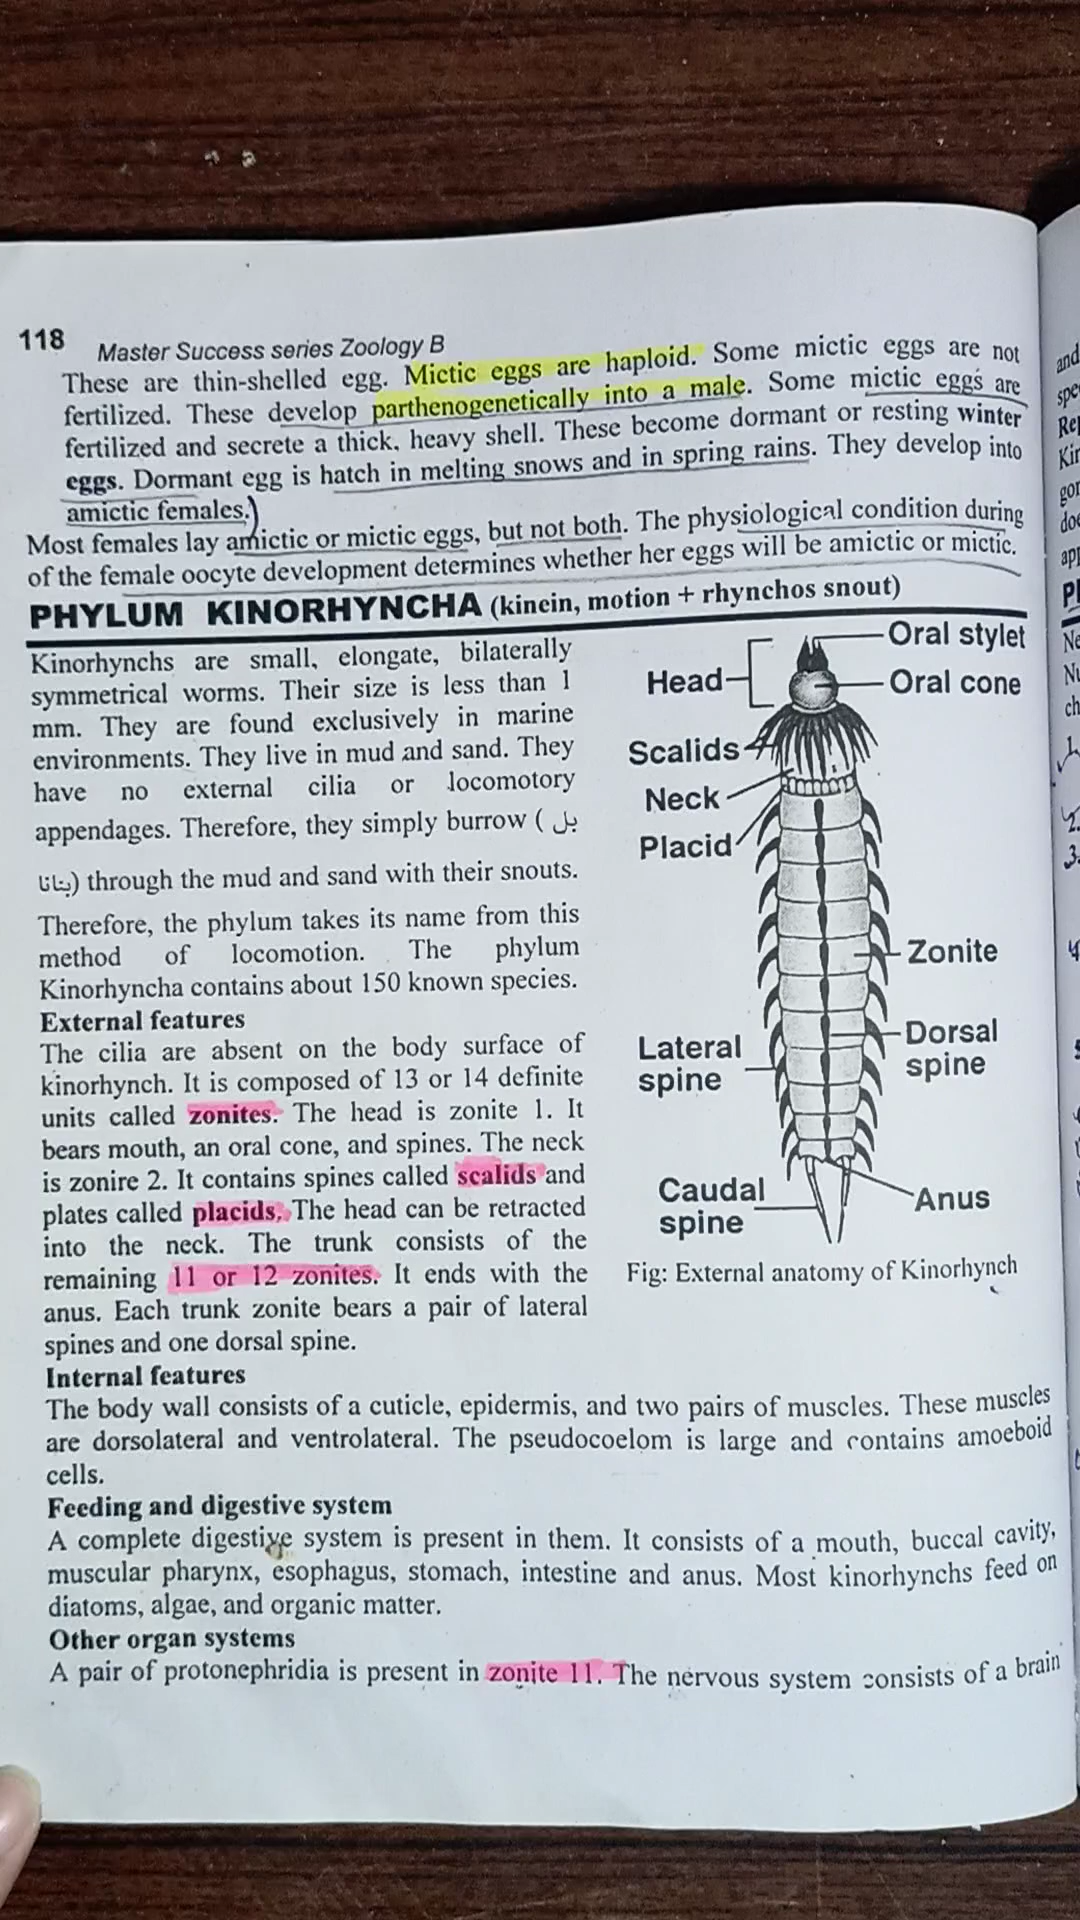 118
Master Success series Zoology B
These are thin-shelled egg. Mictic eggs are haploid. Some mictic eggs are not
fertilized. These develop parthenogenetically into a male. Some mictic eggs are
fertilized and secrete a thick, heavy shell. These become dormant or resting winter
eggs. Dormant egg is hatch in melting snows and in spring rains. They develop into
amictic females.)
Most females lay amictic or mictic eggs, but not both. The physiological condition during
of the female oocyte development determines whether her eggs will be amictic or mictic.
PHYLUM KINORHYNCHA (kinein, motion + rhynchos snout)
Kinorhynchs are small, elongate, bilaterally
symmetrical worms. Their size is less than 1
mm. They are found exclusively in marine
environments. They live in mud and sand. They
have no external cilia or locomotory
appendages. Therefore, they simply burrow ( بل
بنانا) through the mud and sand with their snouts.
Therefore, the phylum takes its name from this
method of locomotion. The phylum
Kinorhyncha contains about 150 known species.
External features
The cilia are absent on the body surface of
kinorhynch. It is composed of 13 or 14 definite
units called zonites. The head is zonite 1. It
bears mouth, an oral cone, and spines. The neck
is zonire 2. It contains spines called scalids and
plates called placids. The head can be retracted
into the neck. The trunk consists of the
remaining 11 or 12 zonites. It ends with the
anus. Each trunk zonite bears a pair of lateral
spines and one dorsal spine.
Oral stylet
Head
Oral cone
Scalids
Neck
Placid
Zonite
Lateral
spine
Dorsal
spine
Caudal
spine
Anus
Fig: External anatomy of Kinorhynch
Internal features
The body wall consists of a cuticle, epidermis, and two pairs of muscles. These muscles
are dorsolateral and ventrolateral. The pseudocoelom is large and contains amoeboid
cells.
Feeding and digestive system
A complete digestive system is present in them. It consists of a mouth, buccal cavity,
muscular pharynx, esophagus, stomach, intestine and anus. Most kinorhynchs feed on
diatoms, algae, and organic matter.
Other organ systems
A pair of protonephridia is present in zonite 11. The nervous system consists of a brain